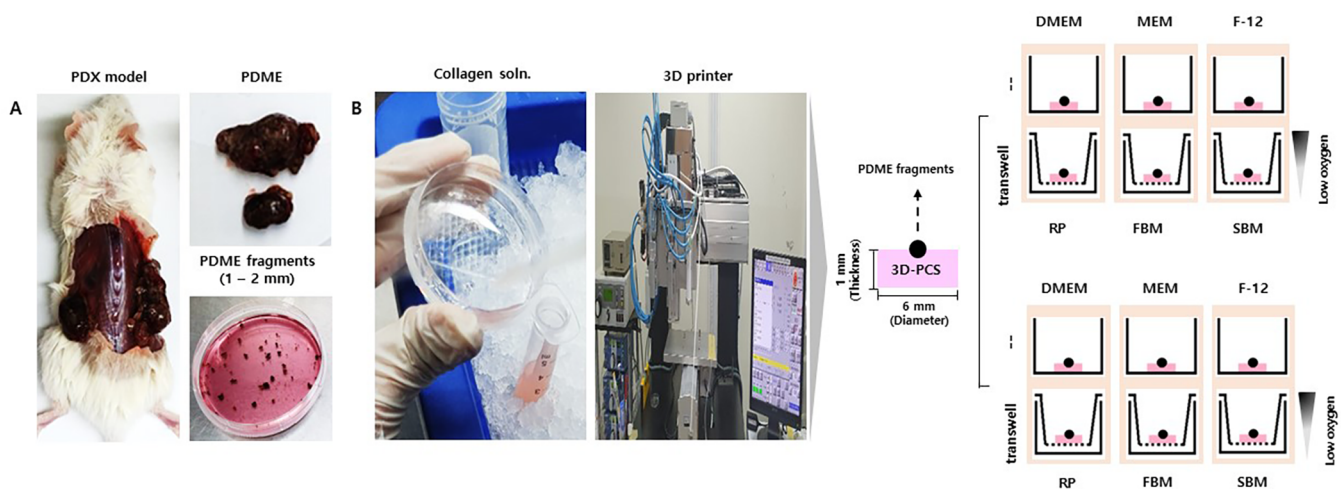 A
PDX model
PDME
PDME fragments
(1 – 2 mm)
B
Collagen soln.
3D printer
PDME fragments
3D-PCS
1 mm
(Thickness)
6 mm
(Diameter)
DMEM MEM F-12
--
transwell
Low oxygen
RP FBM SBM
DMEM MEM F-12
--
transwell
Low oxygen
RP FBM SBM